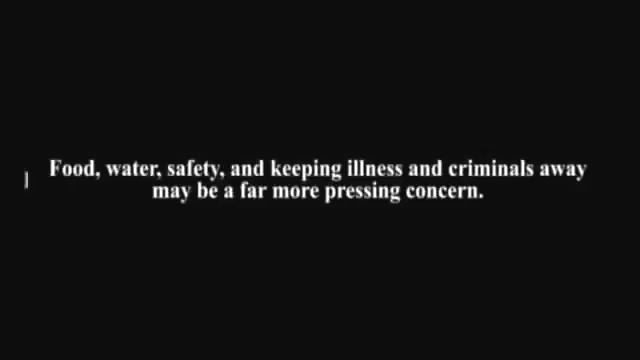 Food, water, safety, and keeping illness and criminals away
may be a far more pressing concern.